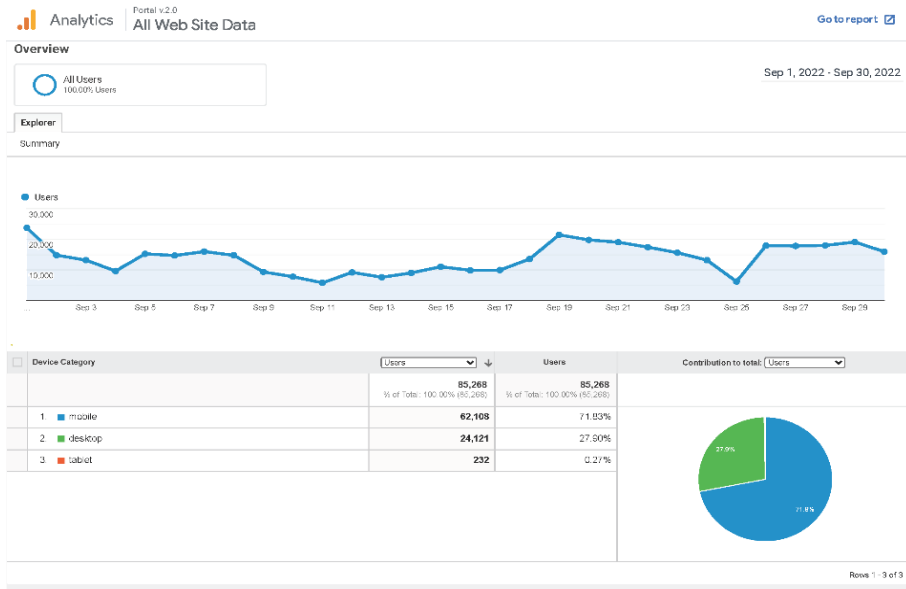 Analytics
Portal v.2.0
All Web Site Data
Go to report
Overview
All Users
100.00% Users
Sep 1, 2022 - Sep 30, 2022
Explorer
Summary
Users
30,000
20,000
10,000
... Sep 3 Sep 5 Sep 7 Sep 9 Sep 11 Sep 13 Sep 15 Sep 17 Sep 19 Sep 21 Sep 23 Sep 25 Sep 27 Sep 29
Device Category Users Users Contribution to total: Users
85,268 85,268
% of Total: 100.00% (85,268) % of Total: 100.00% (85,268)
1. mobile 62,108 71.83%
2. desktop 24,121 27.90%
3. tablet 232 0.27%
27.9%
71.8%
Rows 1 - 3 of 3